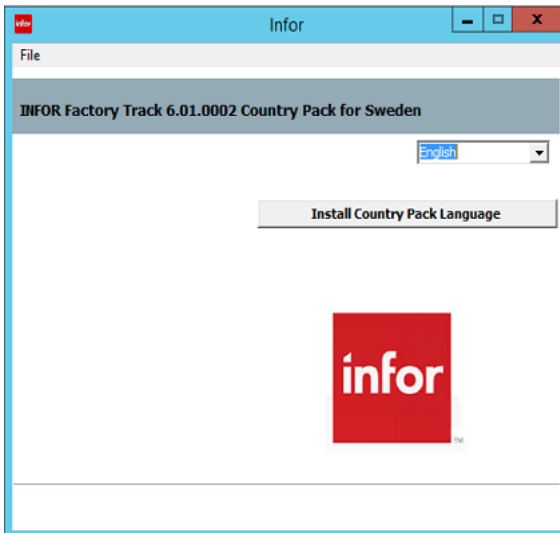 infor
Infor
File
INFOR Factory Track 6.01.0002 Country Pack for Sweden
English
Install Country Pack Language
infor
TM